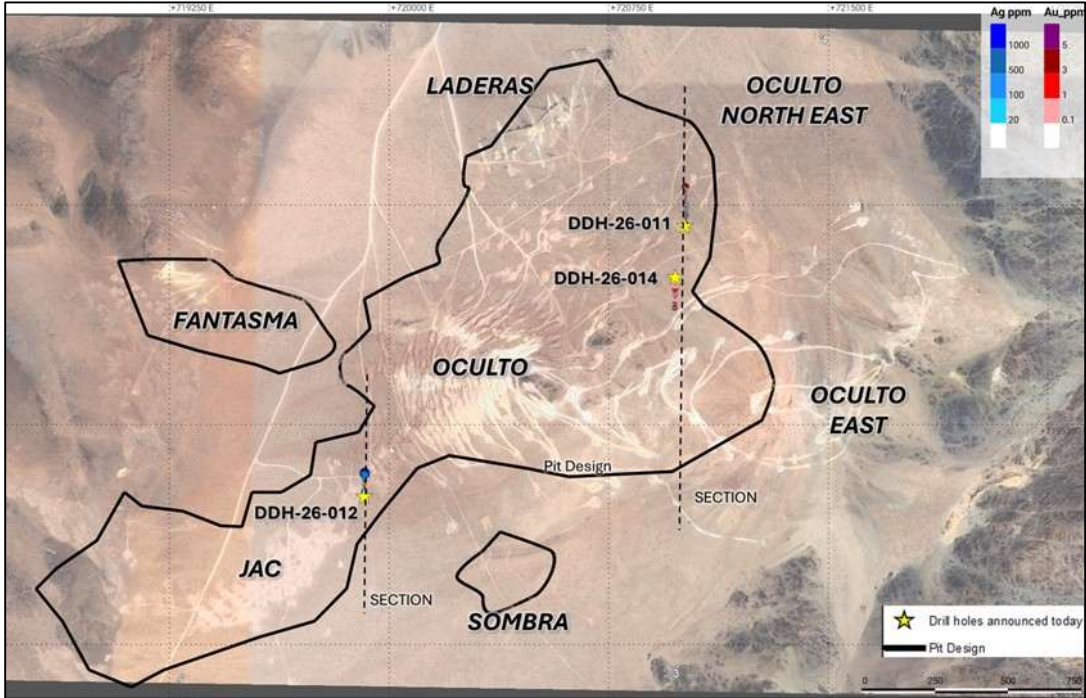 +719250 E
+720000 E
+720750 E
+721500 E
Ag ppm
Au_ppm
1000
500
100
20
5
3
1
0.1
LADERAS
OCULTO
NORTH EAST
DDH-26-011
DDH-26-014
FANTASMA
OCULTO
OCULTO
EAST
Pit Design
SECTION
DDH-26-012
JAC
SECTION
SOMBRA
Drill holes announced today
Pit Design
0
250
500
750